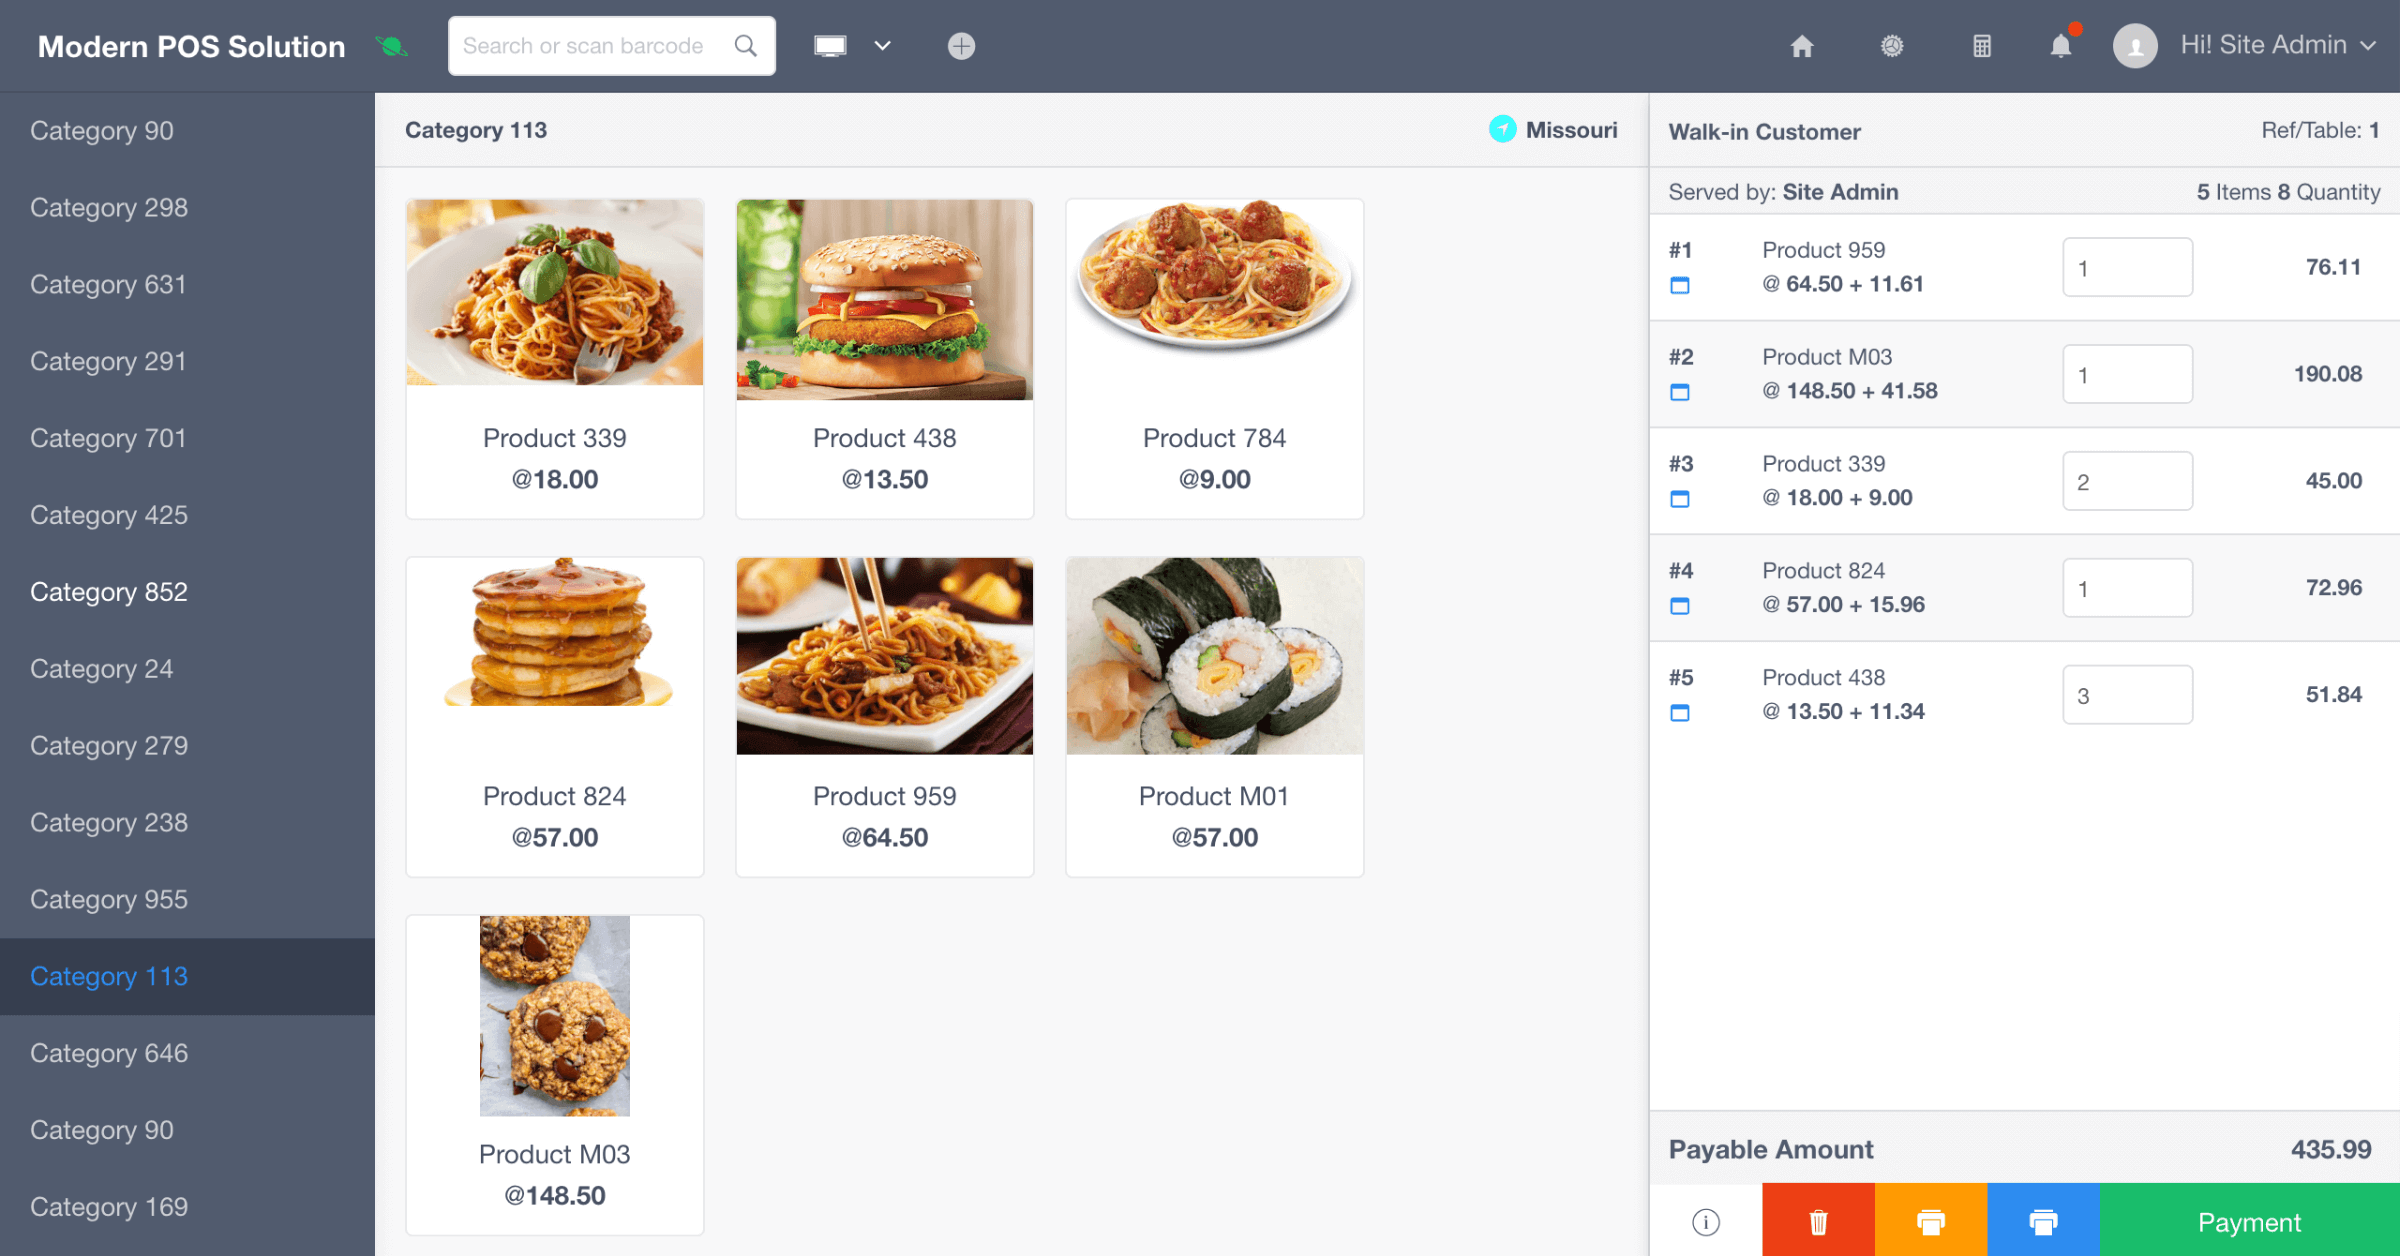 Modern POS Solution
Search or scan barcode
Hi! Site Admin
Category 90
Category 298
Category 631
Category 291
Category 701
Category 425
Category 852
Category 24
Category 279
Category 238
Category 955
Category 113
Category 646
Category 90
Category 169
Category 113
Missouri
Product 339
@18.00
Product 438
@13.50
Product 784
@9.00
Product 824
@57.00
Product 959
@64.50
Product M01
@57.00
Product M03
@148.50
Walk-in Customer
Ref/Table: 1
Served by: Site Admin
5 Items 8 Quantity
#1
Product 959
@ 64.50 + 11.61
1
76.11
#2
Product M03
@ 148.50 + 41.58
1
190.08
#3
Product 339
@ 18.00 + 9.00
2
45.00
#4
Product 824
@ 57.00 + 15.96
1
72.96
#5
Product 438
@ 13.50 + 11.34
3
51.84
Payable Amount
435.99
Payment